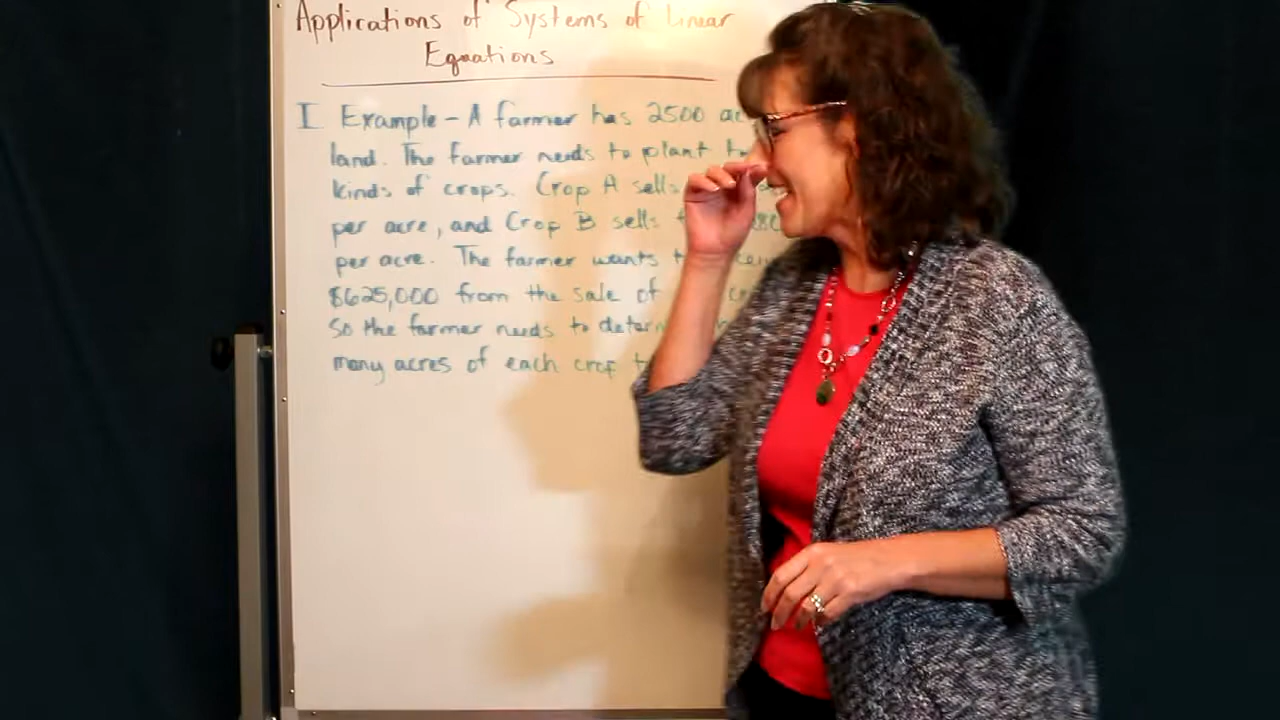 Applications of Systems of Linear
Equations
I Example - A farmer has 2500
land. The farmer needs to plant
kinds of crops. Crop A sells
per acre, and Crop B sells
per acre. The farmer wants
$625,000 from the sale of
So the farmer needs to
many acres of each crop